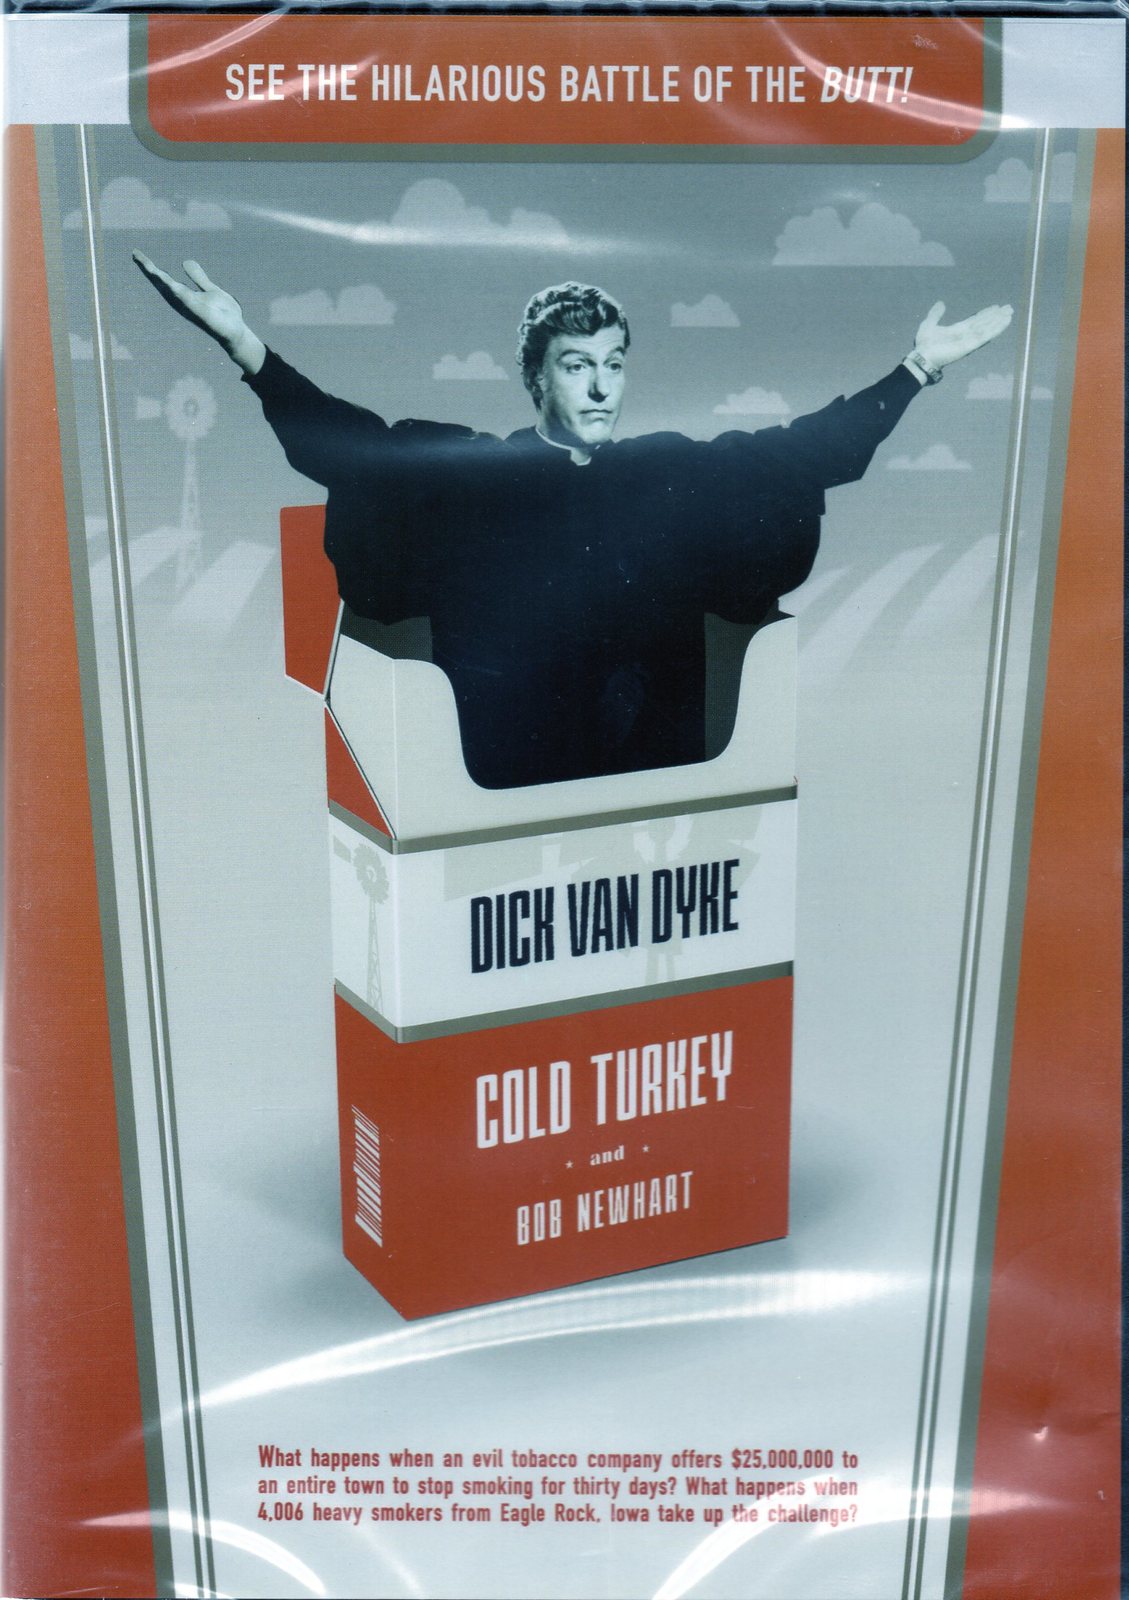 SEE THE HILARIOUS BATTLE OF THE BUTT!
DICK VAN DYKE
COLD TURKEY
* and *
BOB NEWHART
What happens when an evil tobacco company offers $25,000,000 to
an entire town to stop smoking for thirty days? What happens when
4,006 heavy smokers from Eagle Rock, Iowa take up the challenge?